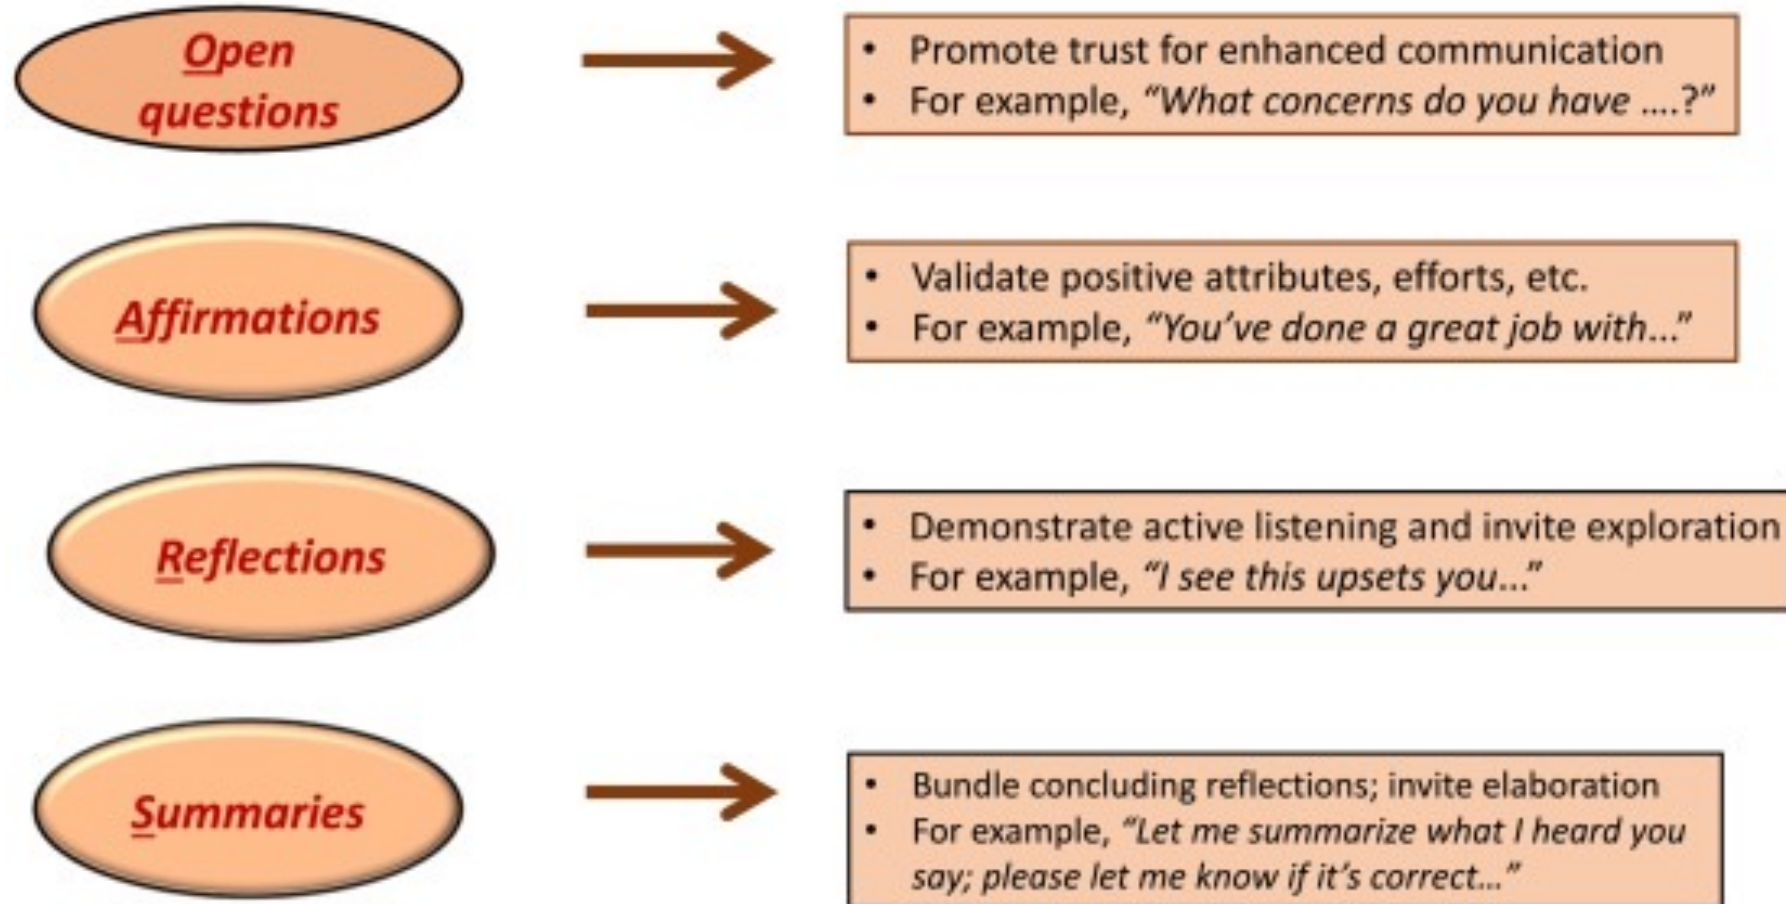 Open
questions
• Promote trust for enhanced communication
• For example, “What concerns do you have ....?”
Affirmations
• Validate positive attributes, efforts, etc.
• For example, “You’ve done a great job with...”
Reflections
• Demonstrate active listening and invite exploration
• For example, “I see this upsets you...”
Summaries
• Bundle concluding reflections; invite elaboration
• For example, “Let me summarize what I heard you
say; please let me know if it’s correct...”